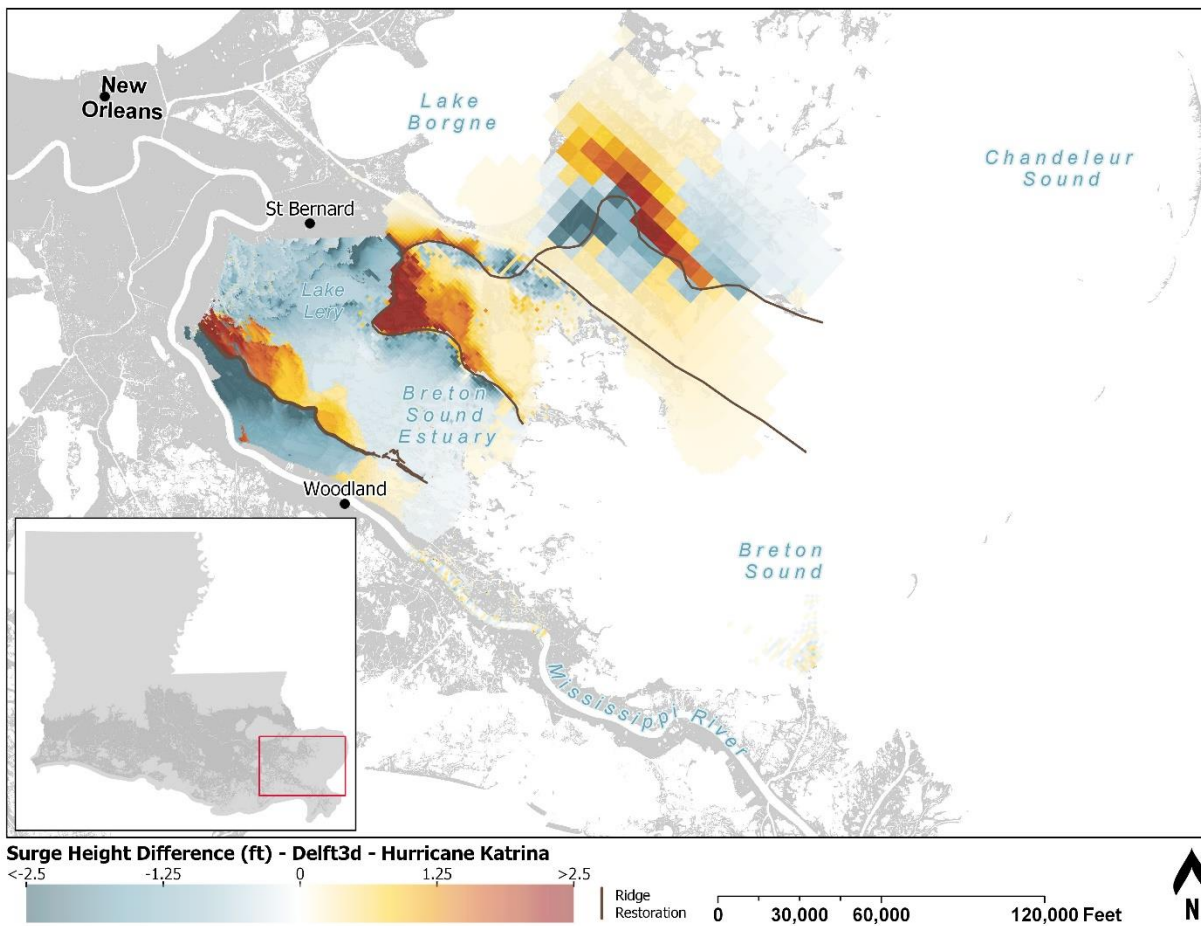 New
Orleans
Lake
Borgne
Chandeleur
Sound
St Bernard
Lake
Lery
Breton
Sound
Estuary
Woodland
Breton
Sound
Mississippi River
Surge Height Difference (ft) - Delft3d - Hurricane Katrina
<-2.5 -1.25 0 1.25 >2.5
Ridge
Restoration
0 30,000 60,000 120,000 Feet
N